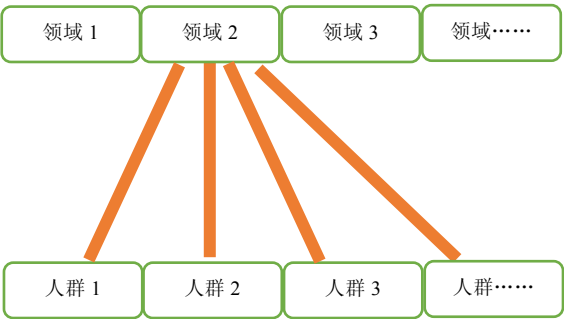 领域 1 领域 2 领域 3 领域……
人群 1 人群 2 人群 3 人群……